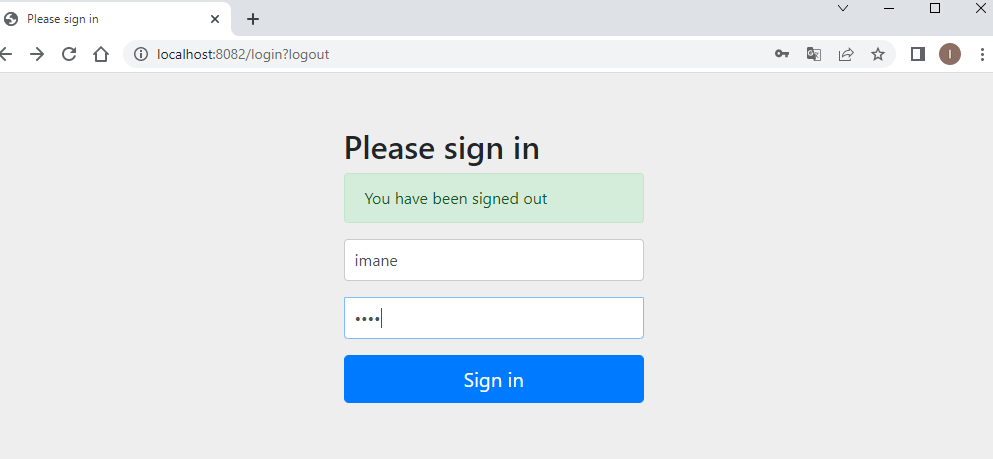 Please sign in
localhost:8082/login?logout
I
Please sign in
You have been signed out
imane
••••
Sign in